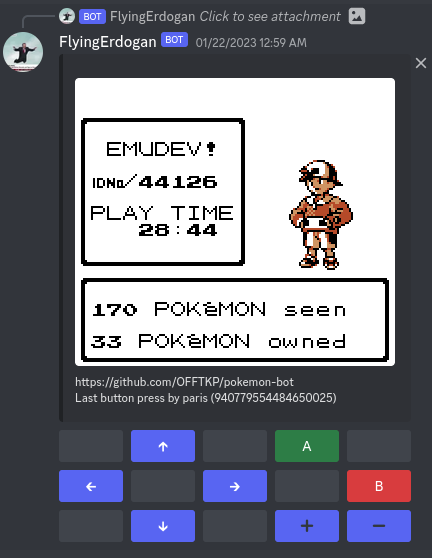 BOT FlyingErdogan Click to see attachment
FlyingErdogan BOT 01/22/2023 12:59 AM
EMUDEV!
IDNo/44126
PLAY TIME
28:44
170 POKéMON seen
33 POKéMON owned
https://github.com/OFFTKP/pokemon-bot
Last button press by paris (940779554484650025)
↑ A
← → B
↓ + −